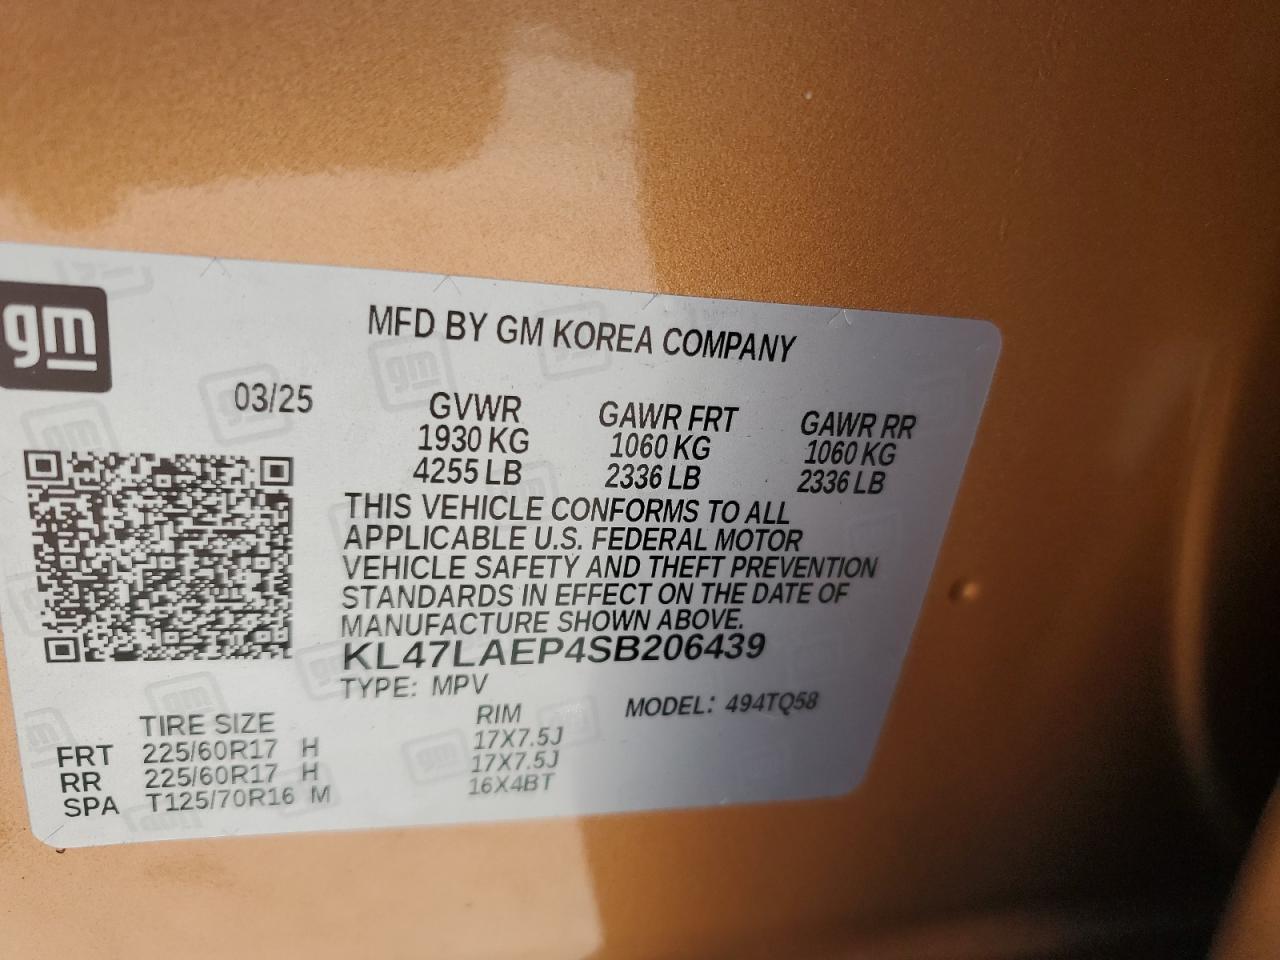 gm
MFD BY GM KOREA COMPANY
03/25
GVWR GAWR FRT GAWR RR
1930 KG 1060 KG 1060 KG
4255 LB 2336 LB 2336 LB
THIS VEHICLE CONFORMS TO ALL
APPLICABLE U.S. FEDERAL MOTOR
VEHICLE SAFETY AND THEFT PREVENTION
STANDARDS IN EFFECT ON THE DATE OF
MANUFACTURE SHOWN ABOVE.
KL47LAEP4SB206439
TYPE: MPV MODEL: 494TQ58
TIRE SIZE RIM
FRT 225/60R17 H 17X7.5J
RR 225/60R17 H 17X7.5J
SPA T125/70R16 M 16X4BT